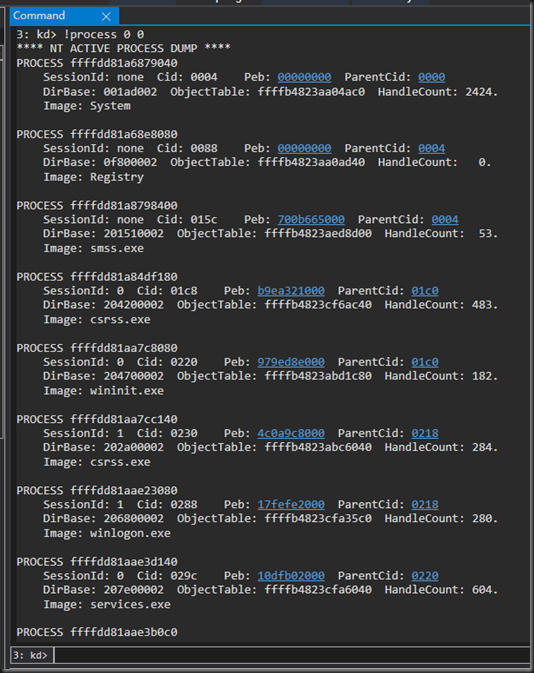 Command
3: kd> !process 0 0
**** NT ACTIVE PROCESS DUMP ****
PROCESS ffffdd81a6879040
SessionId: none Cid: 0004 Peb: 00000000 ParentCid: 0000
DirBase: 001ad002 ObjectTable: ffffb4823aa04ac0 HandleCount: 2424.
Image: System
PROCESS ffffdd81a68e8080
SessionId: none Cid: 0088 Peb: 00000000 ParentCid: 0004
DirBase: 0f800002 ObjectTable: ffffb4823aa0ad40 HandleCount: 0.
Image: Registry
PROCESS ffffdd81a8798400
SessionId: none Cid: 015c Peb: 700b665000 ParentCid: 0004
DirBase: 201510002 ObjectTable: ffffb4823aed8d00 HandleCount: 53.
Image: smss.exe
PROCESS ffffdd81a84df180
SessionId: 0 Cid: 01c8 Peb: b9ea321000 ParentCid: 01c0
DirBase: 204200002 ObjectTable: ffffb4823cf6ac40 HandleCount: 483.
Image: csrss.exe
PROCESS ffffdd81aa7c8080
SessionId: 0 Cid: 0220 Peb: 979ed8e000 ParentCid: 01c0
DirBase: 204700002 ObjectTable: ffffb4823abd1c80 HandleCount: 182.
Image: wininit.exe
PROCESS ffffdd81aa7cc140
SessionId: 1 Cid: 0230 Peb: 4c0a9c8000 ParentCid: 0218
DirBase: 202a00002 ObjectTable: ffffb4823abc6040 HandleCount: 284.
Image: csrss.exe
PROCESS ffffdd81aae23080
SessionId: 1 Cid: 0288 Peb: 17fefe2000 ParentCid: 0218
DirBase: 206800002 ObjectTable: ffffb4823cfa35c0 HandleCount: 280.
Image: winlogon.exe
PROCESS ffffdd81aae3d140
SessionId: 0 Cid: 029c Peb: 10dfb02000 ParentCid: 0220
DirBase: 207e00002 ObjectTable: ffffb4823cfa6040 HandleCount: 604.
Image: services.exe
PROCESS ffffdd81aae3b0c0
3: kd>